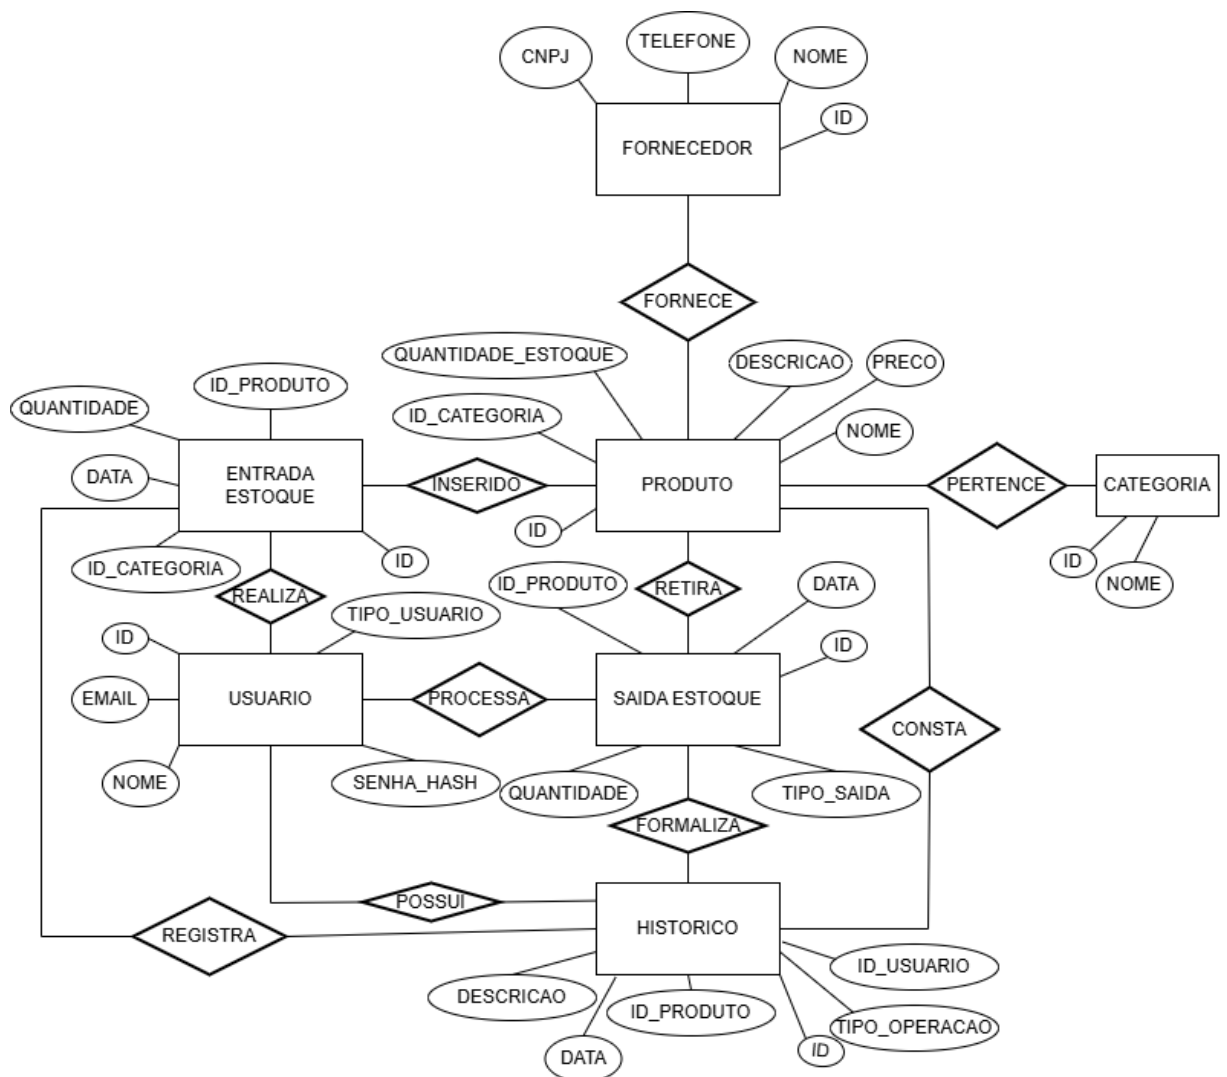 CNPJ
TELEFONE
NOME
ID
FORNECEDOR
FORNECE
QUANTIDADE_ESTOQUE
DESCRICAO
PRECO
ID_PRODUTO
QUANTIDADE
ID_CATEGORIA
NOME
ENTRADA
ESTOQUE
DATA
INSERIDO
PRODUTO
PERTENCE
CATEGORIA
ID
ID_CATEGORIA
ID
ID
NOME
REALIZA
ID_PRODUTO
RETIRA
DATA
TIPO_USUARIO
ID
ID
EMAIL
USUARIO
PROCESSA
SAIDA ESTOQUE
CONSTA
NOME
SENHA_HASH
QUANTIDADE
TIPO_SAIDA
FORMALIZA
POSSUI
REGISTRA
HISTORICO
ID_USUARIO
DESCRICAO
ID_PRODUTO
TIPO_OPERACAO
DATA
ID